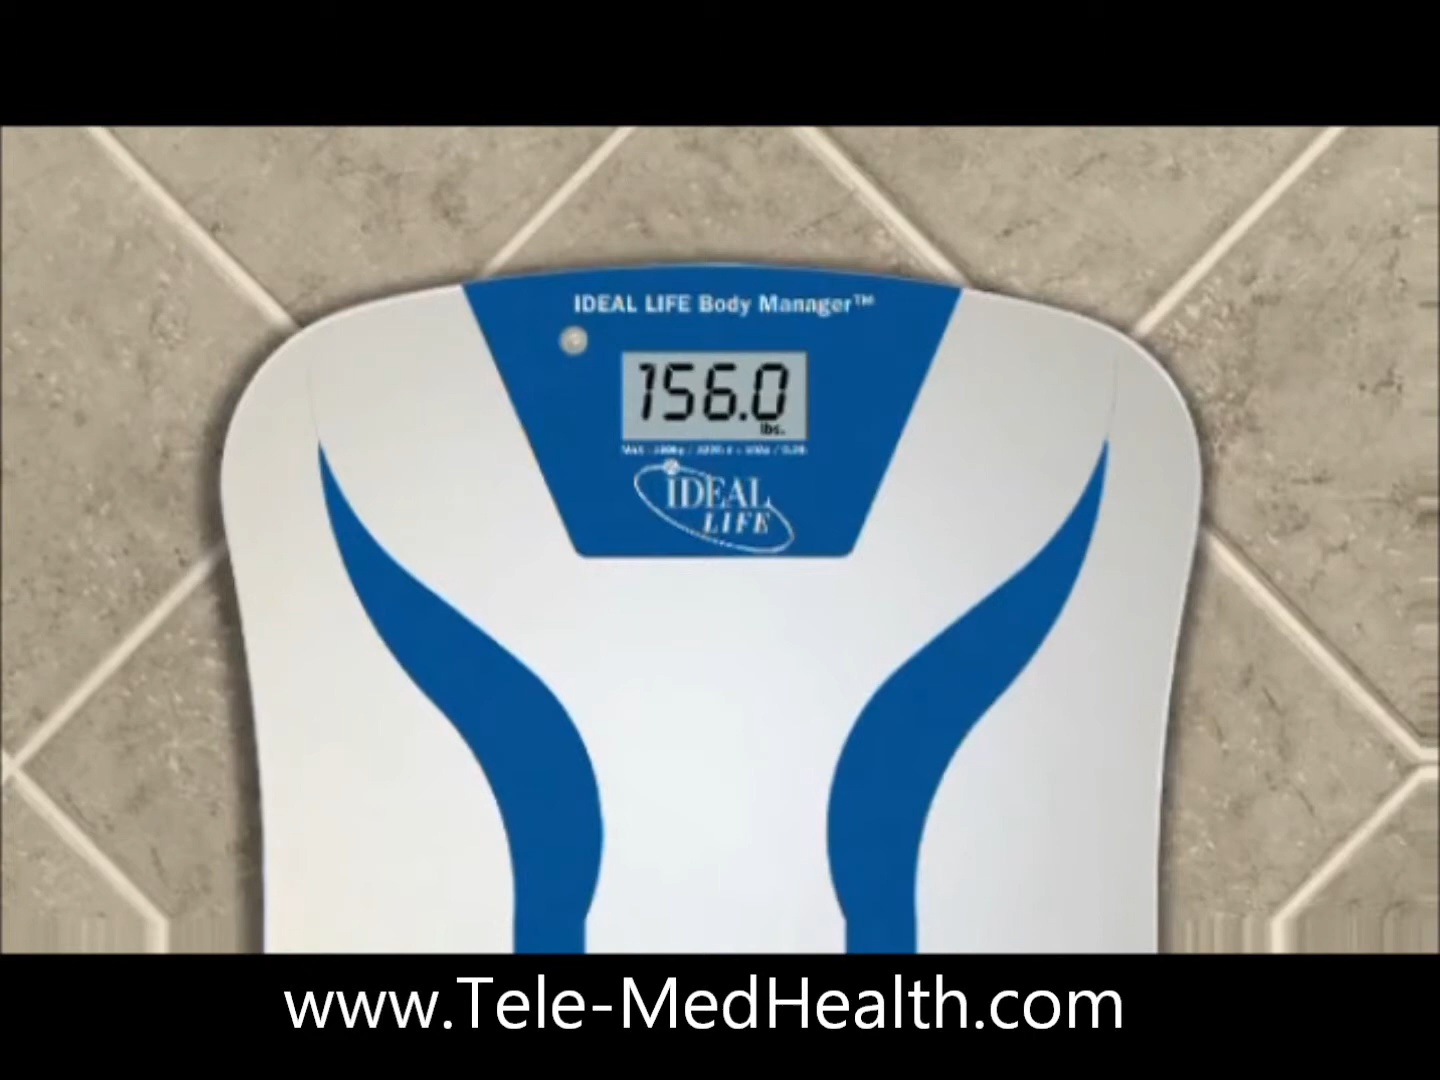 IDEAL LIFE Body Manager™
156.0
lbs.
IDEAL
LIFE
www.Tele-MedHealth.com